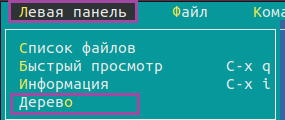 Левая панель Файл Кома
Список файлов
Быстрый просмотр C-x q
Информация C-x i
Дерево